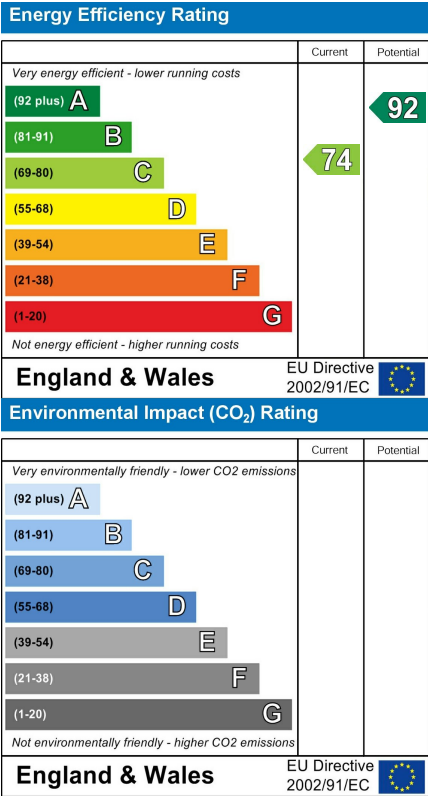 Energy Efficiency Rating
Current Potential
Very energy efficient - lower running costs
(92 plus) A
92
(81-91) B
74
(69-80) C
(55-68) D
(39-54) E
(21-38) F
(1-20) G
Not energy efficient - higher running costs
England & Wales
EU Directive
2002/91/EC
Environmental Impact (CO₂) Rating
Current Potential
Very environmentally friendly - lower CO2 emissions
(92 plus) A
(81-91) B
(69-80) C
(55-68) D
(39-54) E
(21-38) F
(1-20) G
Not environmentally friendly - higher CO2 emissions
England & Wales
EU Directive
2002/91/EC